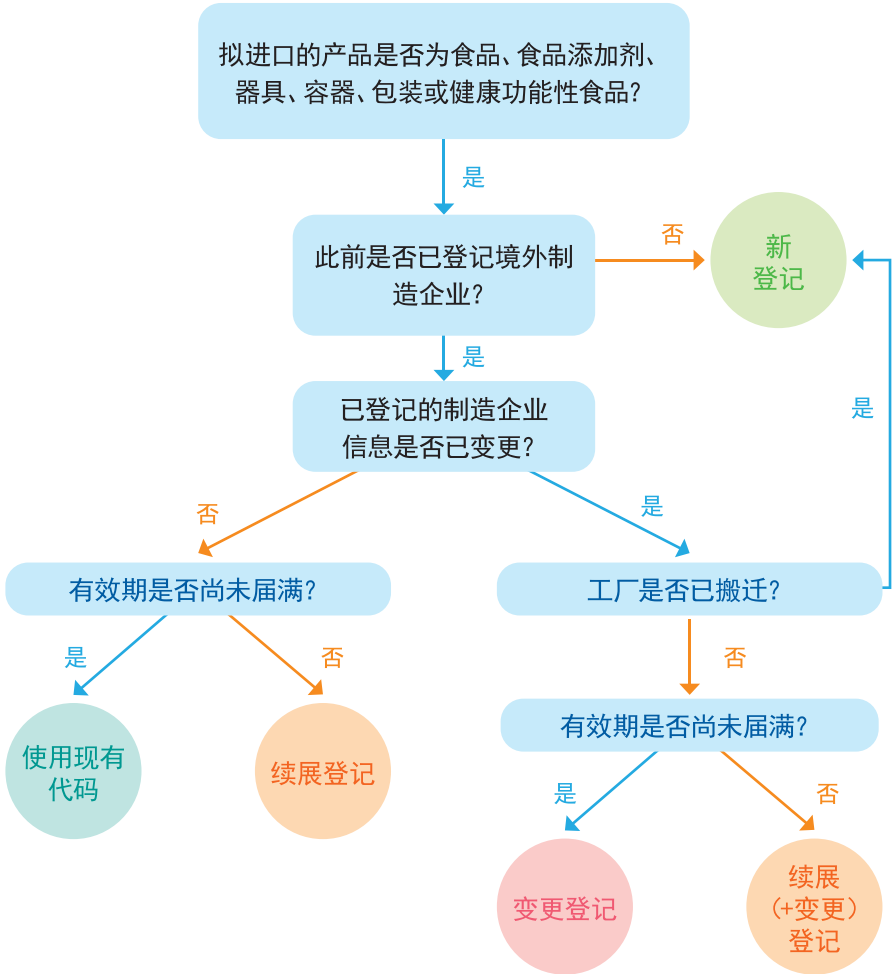 拟进口的产品是否为食品、食品添加剂、
器具、容器、包装或健康功能性食品？
是
此前是否已登记境外制
造企业？
否
新
登记
是
已登记的制造企业
信息是否已变更？
是
否
是
有效期是否尚未届满？
工厂是否已搬迁？
是
否
否
使用现有
代码
续展登记
有效期是否尚未届满？
是
否
变更登记
续展
（+变更）
登记